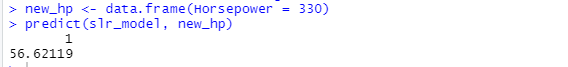 > new_hp <- data.frame(Horsepower = 330)
> predict(slr_model, new_hp)
1
56.62119